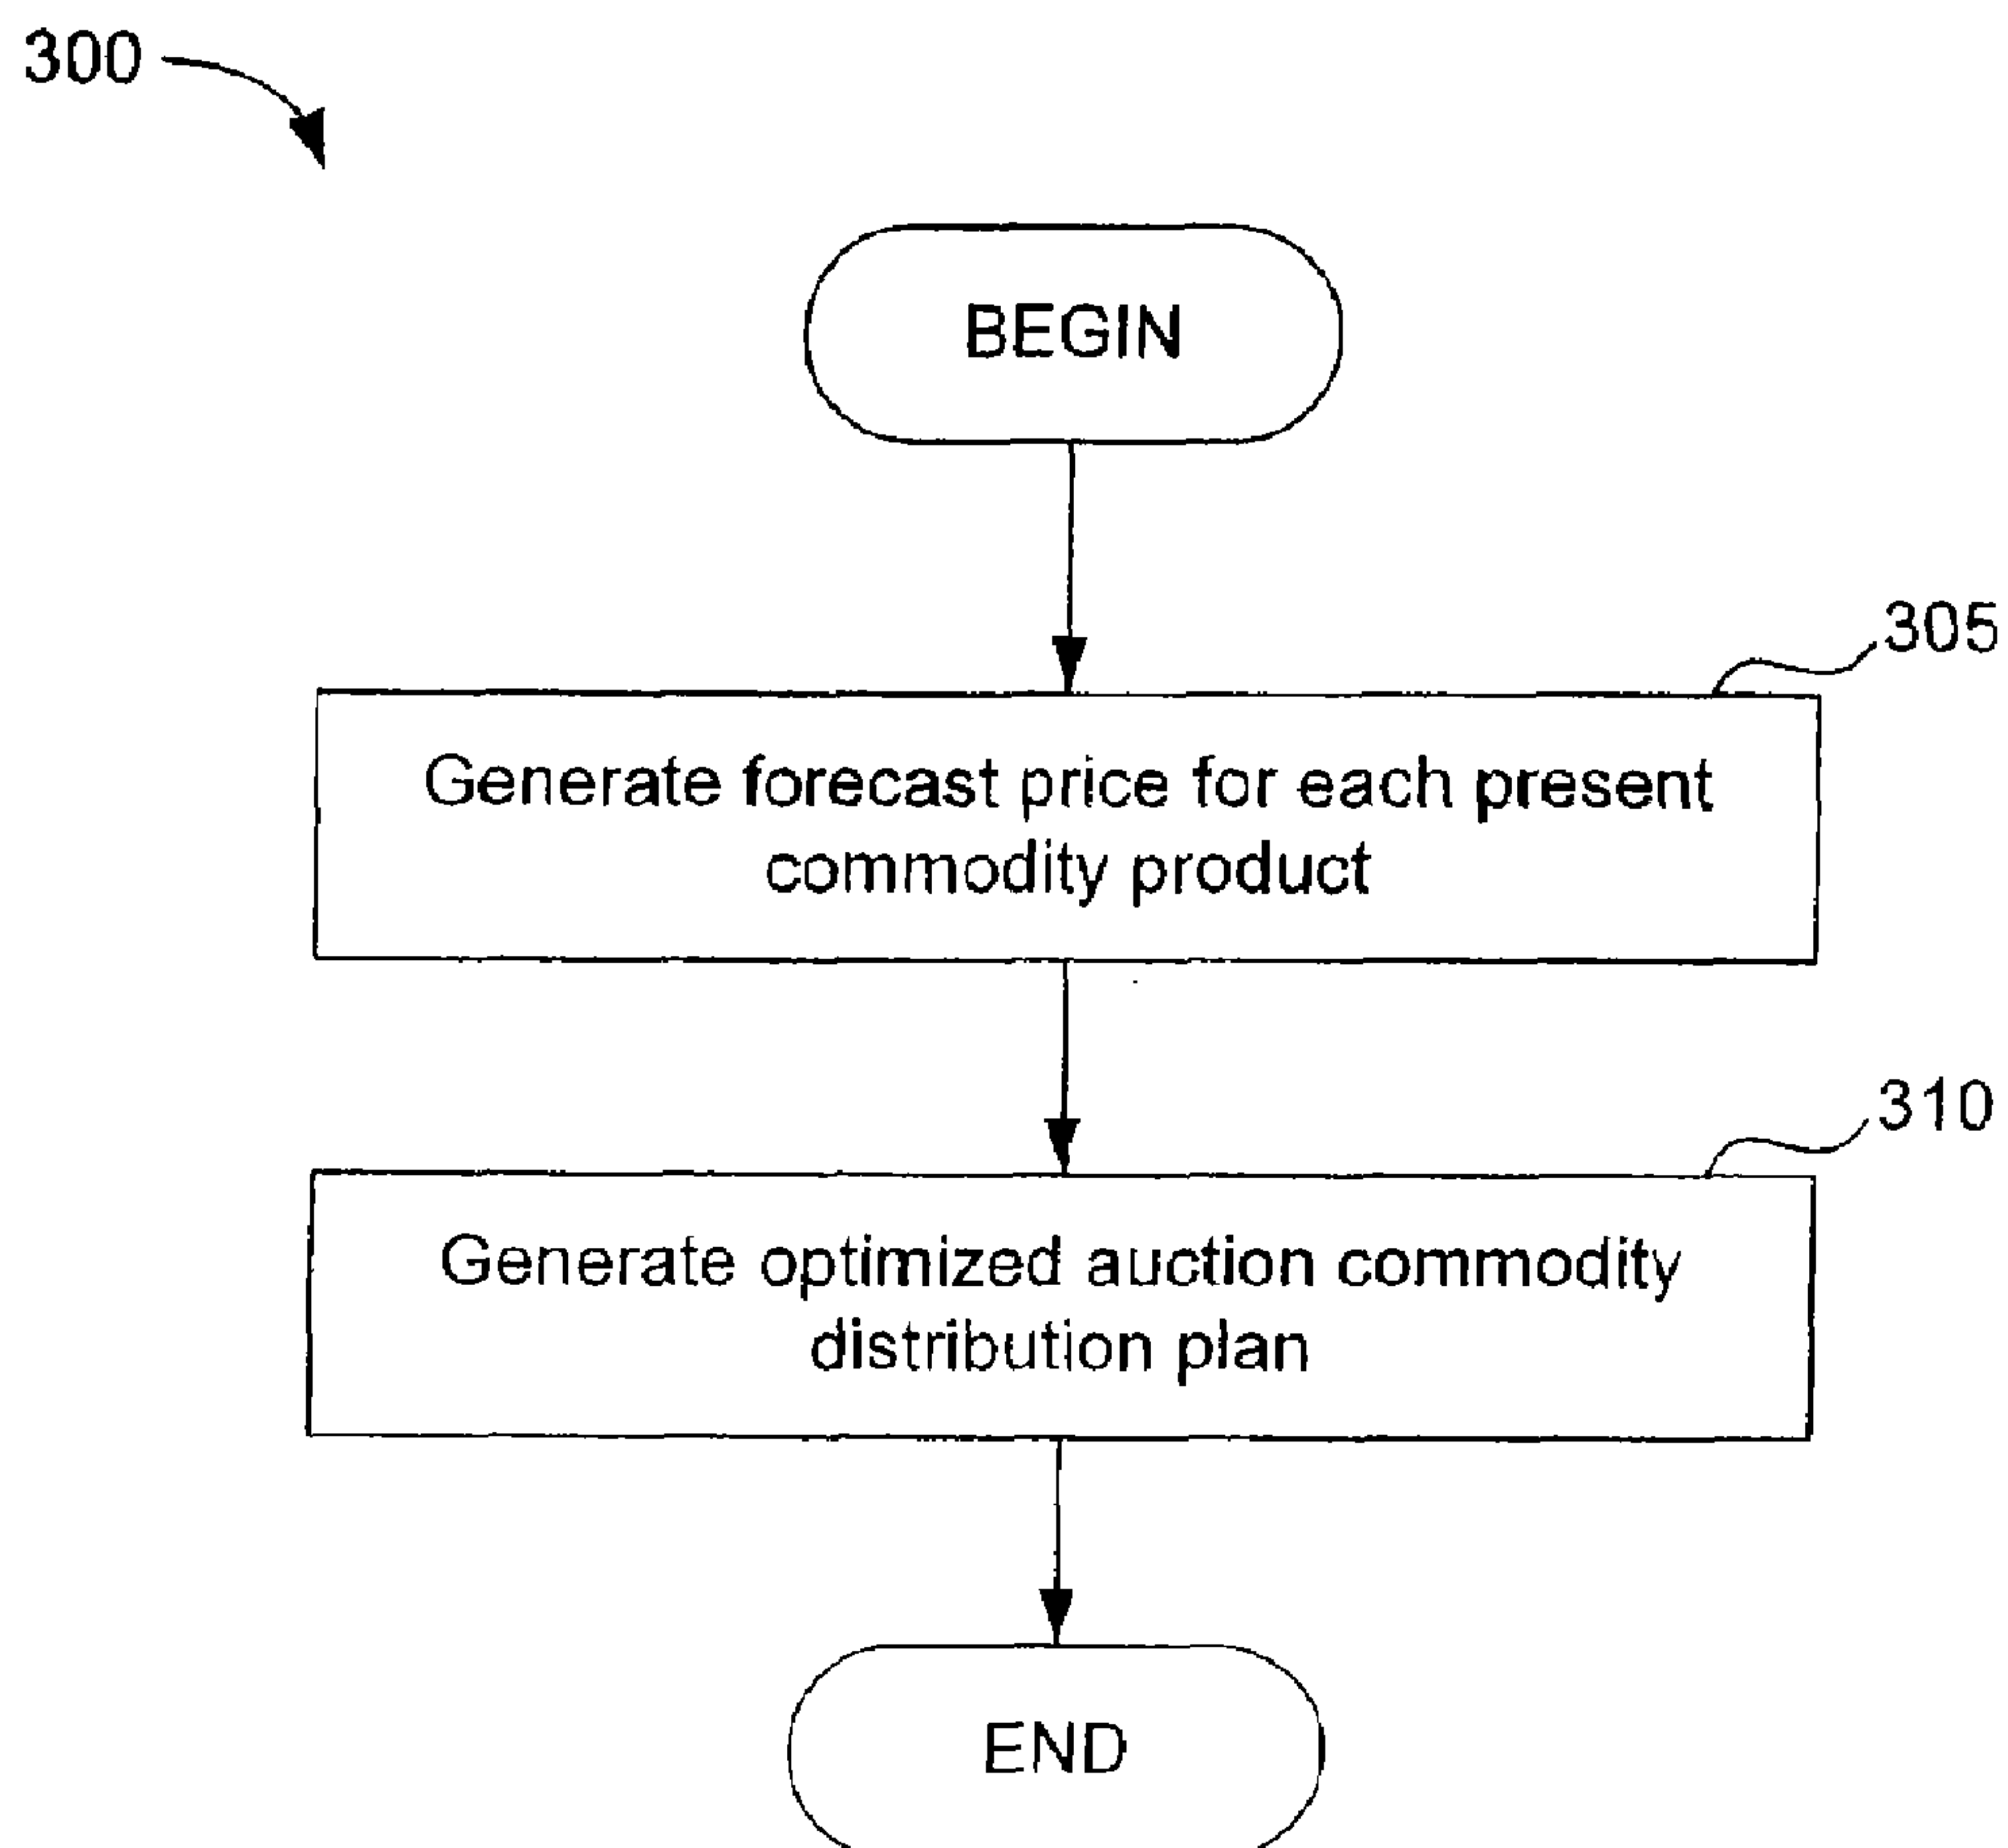 300
BEGIN
305
Generate forecast price for each present
commodity product
310
Generate optimized auction commodity
distribution plan
END